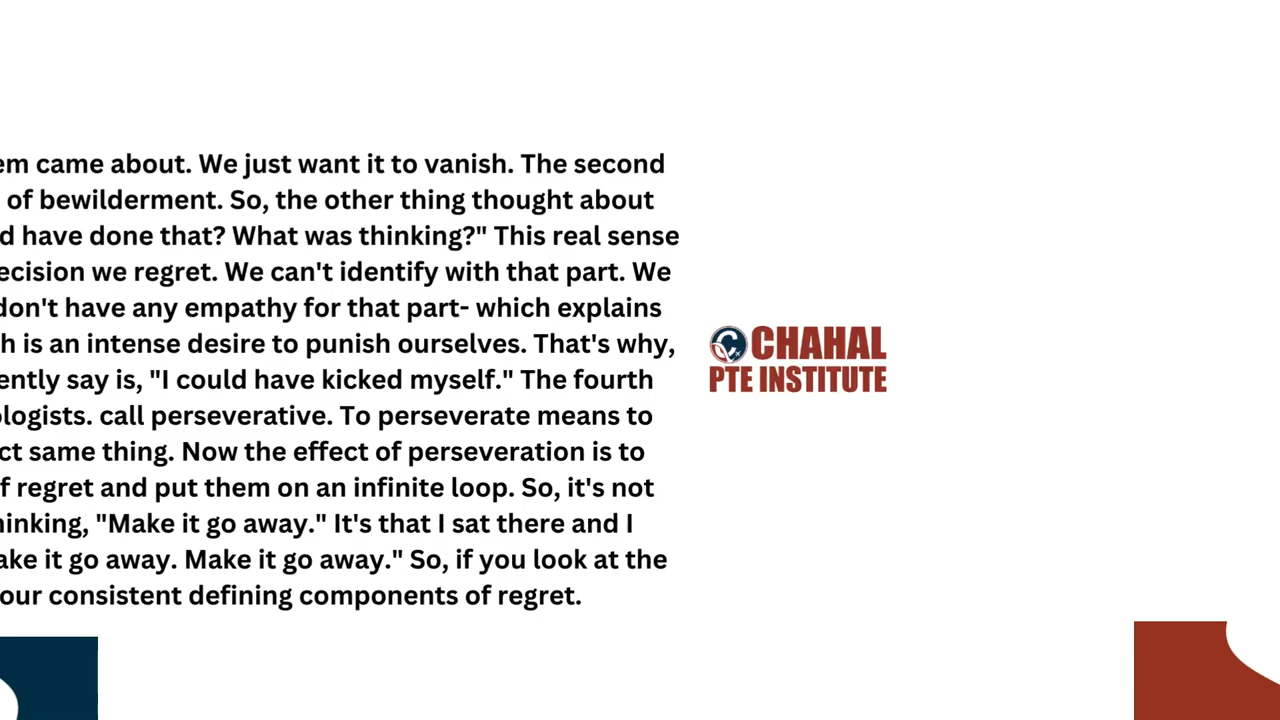 em came about. We just want it to vanish. The second
of bewilderment. So, the other thing thought about
d have done that? What was thinking?" This real sense
ecision we regret. We can't identify with that part. We
don't have any empathy for that part- which explains
h is an intense desire to punish ourselves. That's why,
ently say is, "I could have kicked myself." The fourth
ologists. call perseverative. To perseverate means to
ct same thing. Now the effect of perseveration is to
f regret and put them on an infinite loop. So, it's not
hinking, "Make it go away." It's that I sat there and I
ake it go away. Make it go away." So, if you look at the
our consistent defining components of regret.
CHAHAL
PTE INSTITUTE